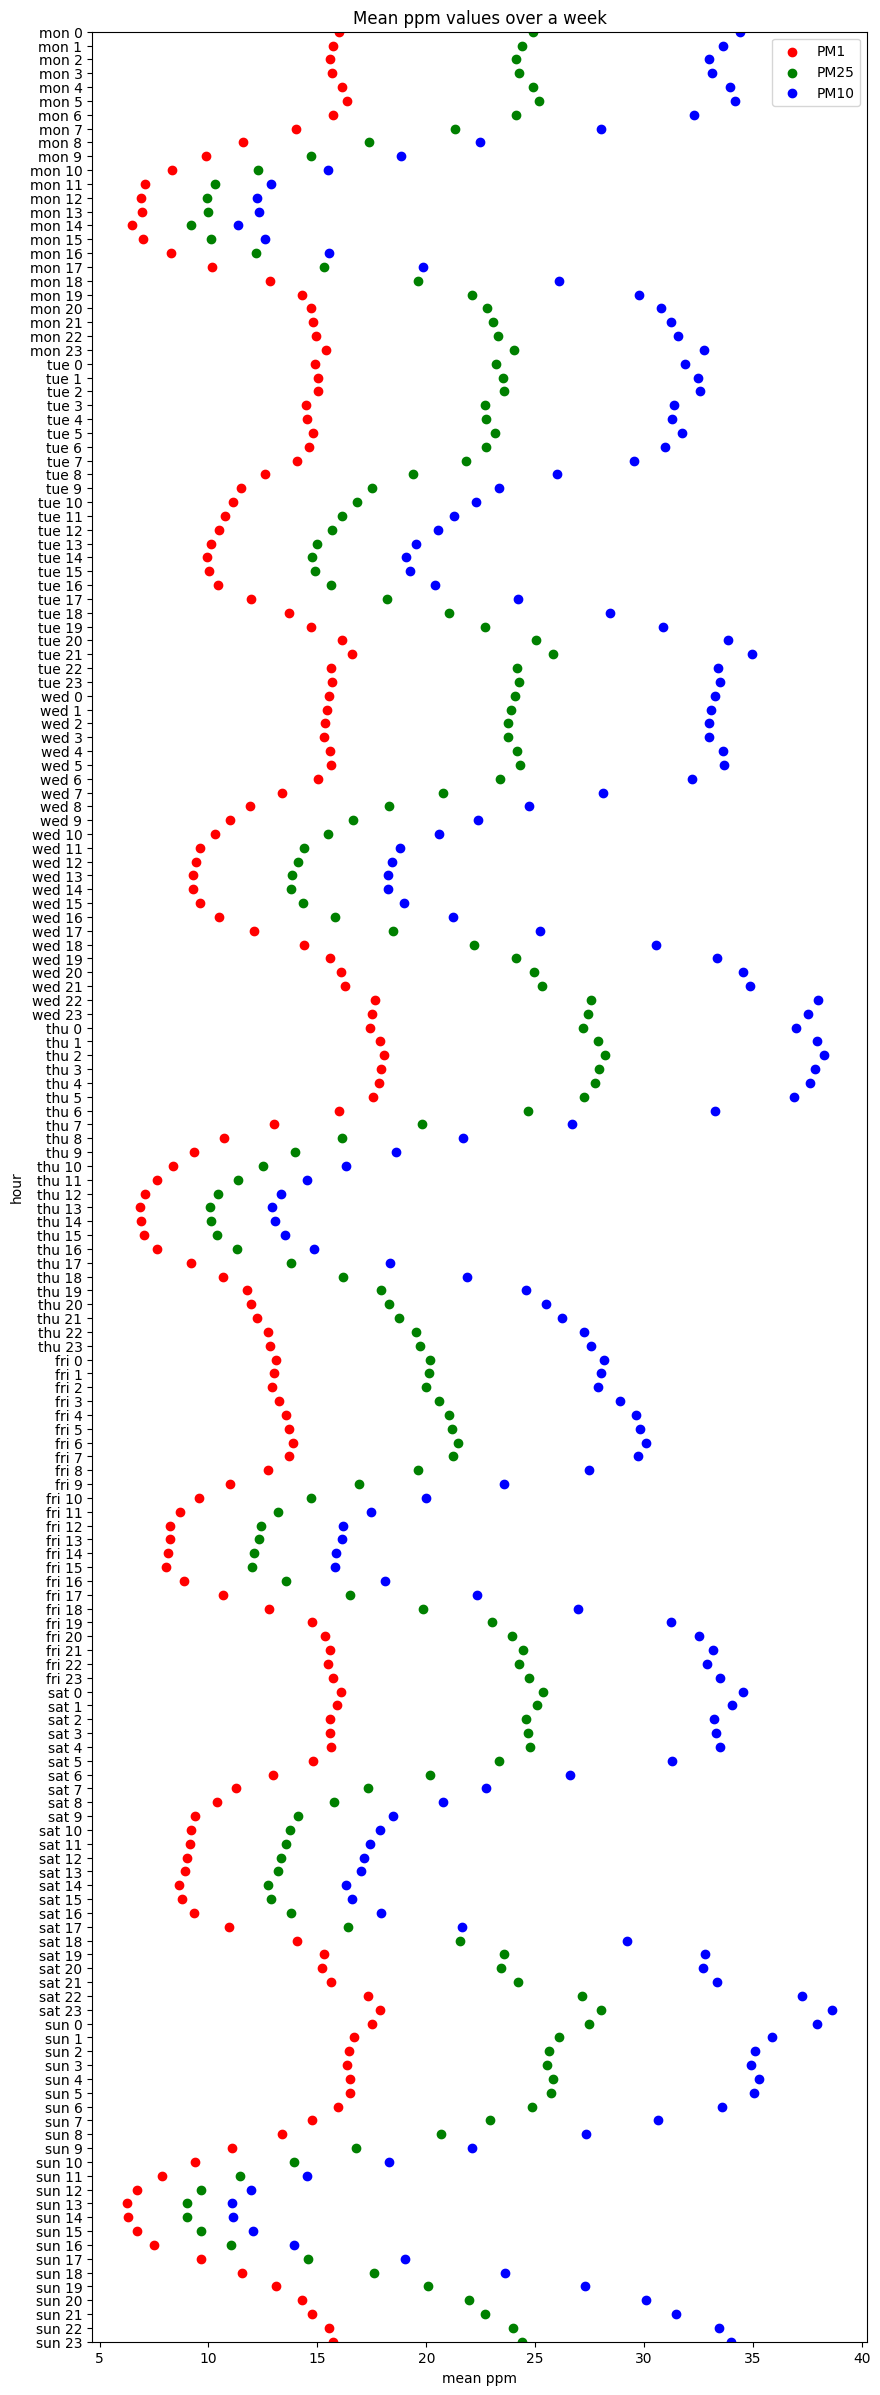 Mean ppm values over a week
PM1
PM25
PM10
mon 0
mon 1
mon 2
mon 3
mon 4
mon 5
mon 6
mon 7
mon 8
mon 9
mon 10
mon 11
mon 12
mon 13
mon 14
mon 15
mon 16
mon 17
mon 18
mon 19
mon 20
mon 21
mon 22
mon 23
tue 0
tue 1
tue 2
tue 3
tue 4
tue 5
tue 6
tue 7
tue 8
tue 9
tue 10
tue 11
tue 12
tue 13
tue 14
tue 15
tue 16
tue 17
tue 18
tue 19
tue 20
tue 21
tue 22
tue 23
wed 0
wed 1
wed 2
wed 3
wed 4
wed 5
wed 6
wed 7
wed 8
wed 9
wed 10
wed 11
wed 12
wed 13
wed 14
wed 15
wed 16
wed 17
wed 18
wed 19
wed 20
wed 21
wed 22
wed 23
thu 0
thu 1
thu 2
thu 3
thu 4
thu 5
thu 6
thu 7
thu 8
thu 9
thu 10
thu 11
thu 12
thu 13
thu 14
thu 15
thu 16
thu 17
thu 18
thu 19
thu 20
thu 21
thu 22
thu 23
fri 0
fri 1
fri 2
fri 3
fri 4
fri 5
fri 6
fri 7
fri 8
fri 9
fri 10
fri 11
fri 12
fri 13
fri 14
fri 15
fri 16
fri 17
fri 18
fri 19
fri 20
fri 21
fri 22
fri 23
sat 0
sat 1
sat 2
sat 3
sat 4
sat 5
sat 6
sat 7
sat 8
sat 9
sat 10
sat 11
sat 12
sat 13
sat 14
sat 15
sat 16
sat 17
sat 18
sat 19
sat 20
sat 21
sat 22
sat 23
sun 0
sun 1
sun 2
sun 3
sun 4
sun 5
sun 6
sun 7
sun 8
sun 9
sun 10
sun 11
sun 12
sun 13
sun 14
sun 15
sun 16
sun 17
sun 18
sun 19
sun 20
sun 21
sun 22
sun 23
hour
5 10 15 20 25 30 35 40
mean ppm